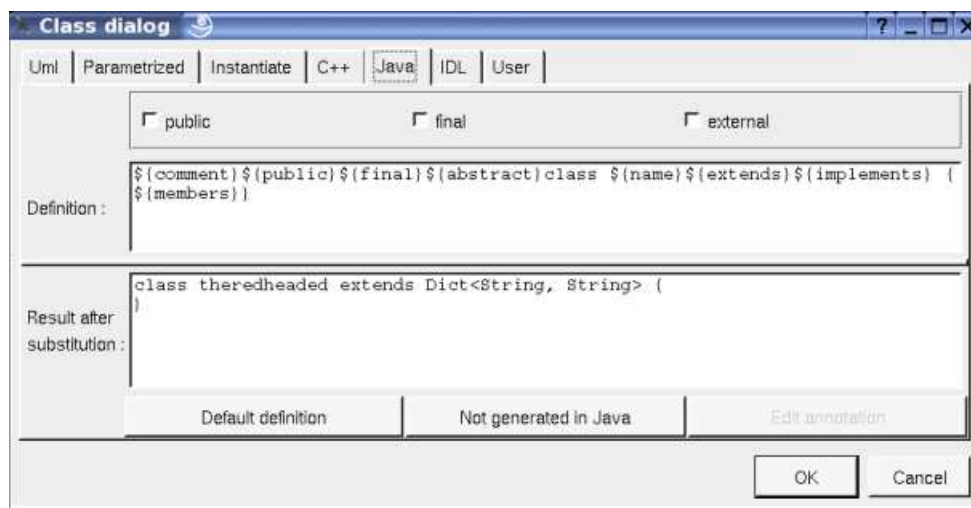 Class dialog
?
Uml Parametrized Instantiate C++ Java IDL User
public final external
Definition :
${comment}${public}${final}${abstract}class ${name}${extends}${implements} {
${members}}
Result after
substitution :
class theredheaded extends Dict<String, String> {
}
Default definition Not generated in Java Edit annotation
OK Cancel